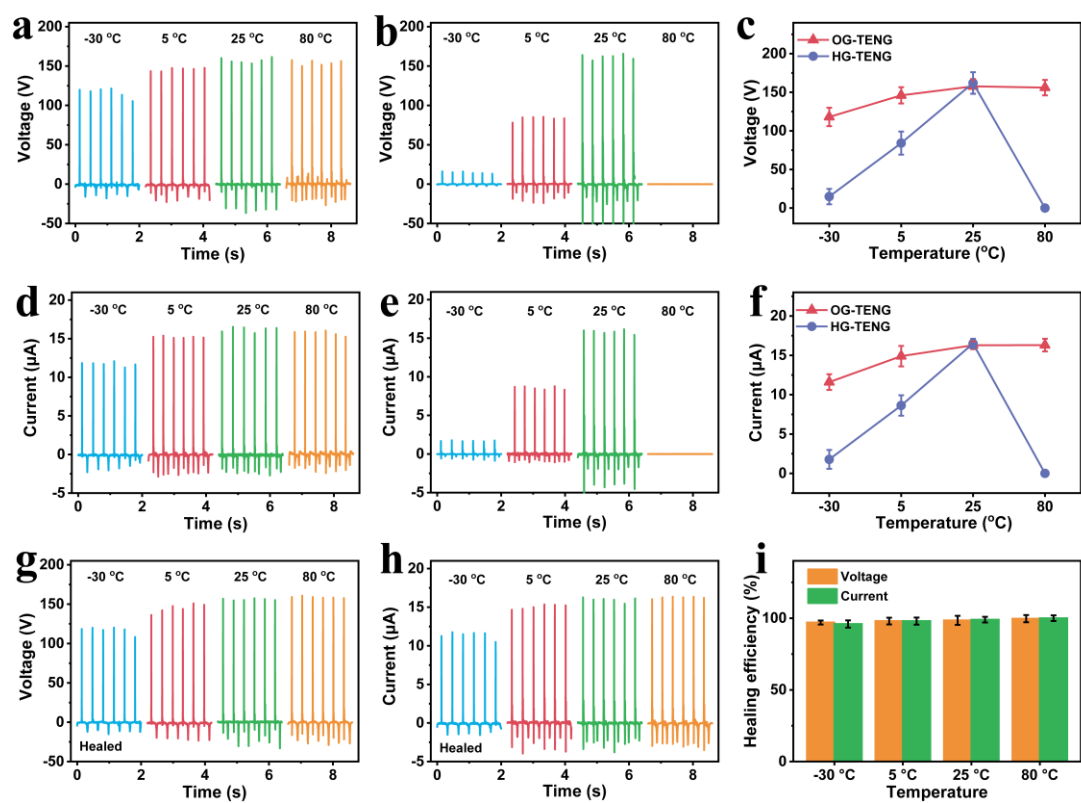 a
-30 °C 5 °C 25 °C 80 °C
200
150
100
50
0
-50
Voltage (V)
0 2 4 6 8
Time (s)
b
-30 °C 5 °C 25 °C 80 °C
200
150
100
50
0
-50
Voltage (V)
0 2 4 6 8
Time (s)
c
OG-TENG
HG-TENG
200
150
100
50
0
Voltage (V)
-30 5 25 80
Temperature (°C)
d
-30 °C 5 °C 25 °C 80 °C
20
15
10
5
0
-5
Current (μA)
0 2 4 6 8
Time (s)
e
-30 °C 5 °C 25 °C 80 °C
20
15
10
5
0
-5
Current (μA)
0 2 4 6 8
Time (s)
f
OG-TENG
HG-TENG
20
15
10
5
0
Current (μA)
-30 5 25 80
Temperature (°C)
g
-30 °C 5 °C 25 °C 80 °C
200
150
100
50
0
-50
Voltage (V)
Healed
0 2 4 6 8
Time (s)
h
-30 °C 5 °C 25 °C 80 °C
20
15
10
5
0
-5
Current (μA)
Healed
0 2 4 6 8
Time (s)
i
Voltage
Current
150
100
50
0
Healing efficiency (%)
-30 °C 5 °C 25 °C 80 °C
Temperature